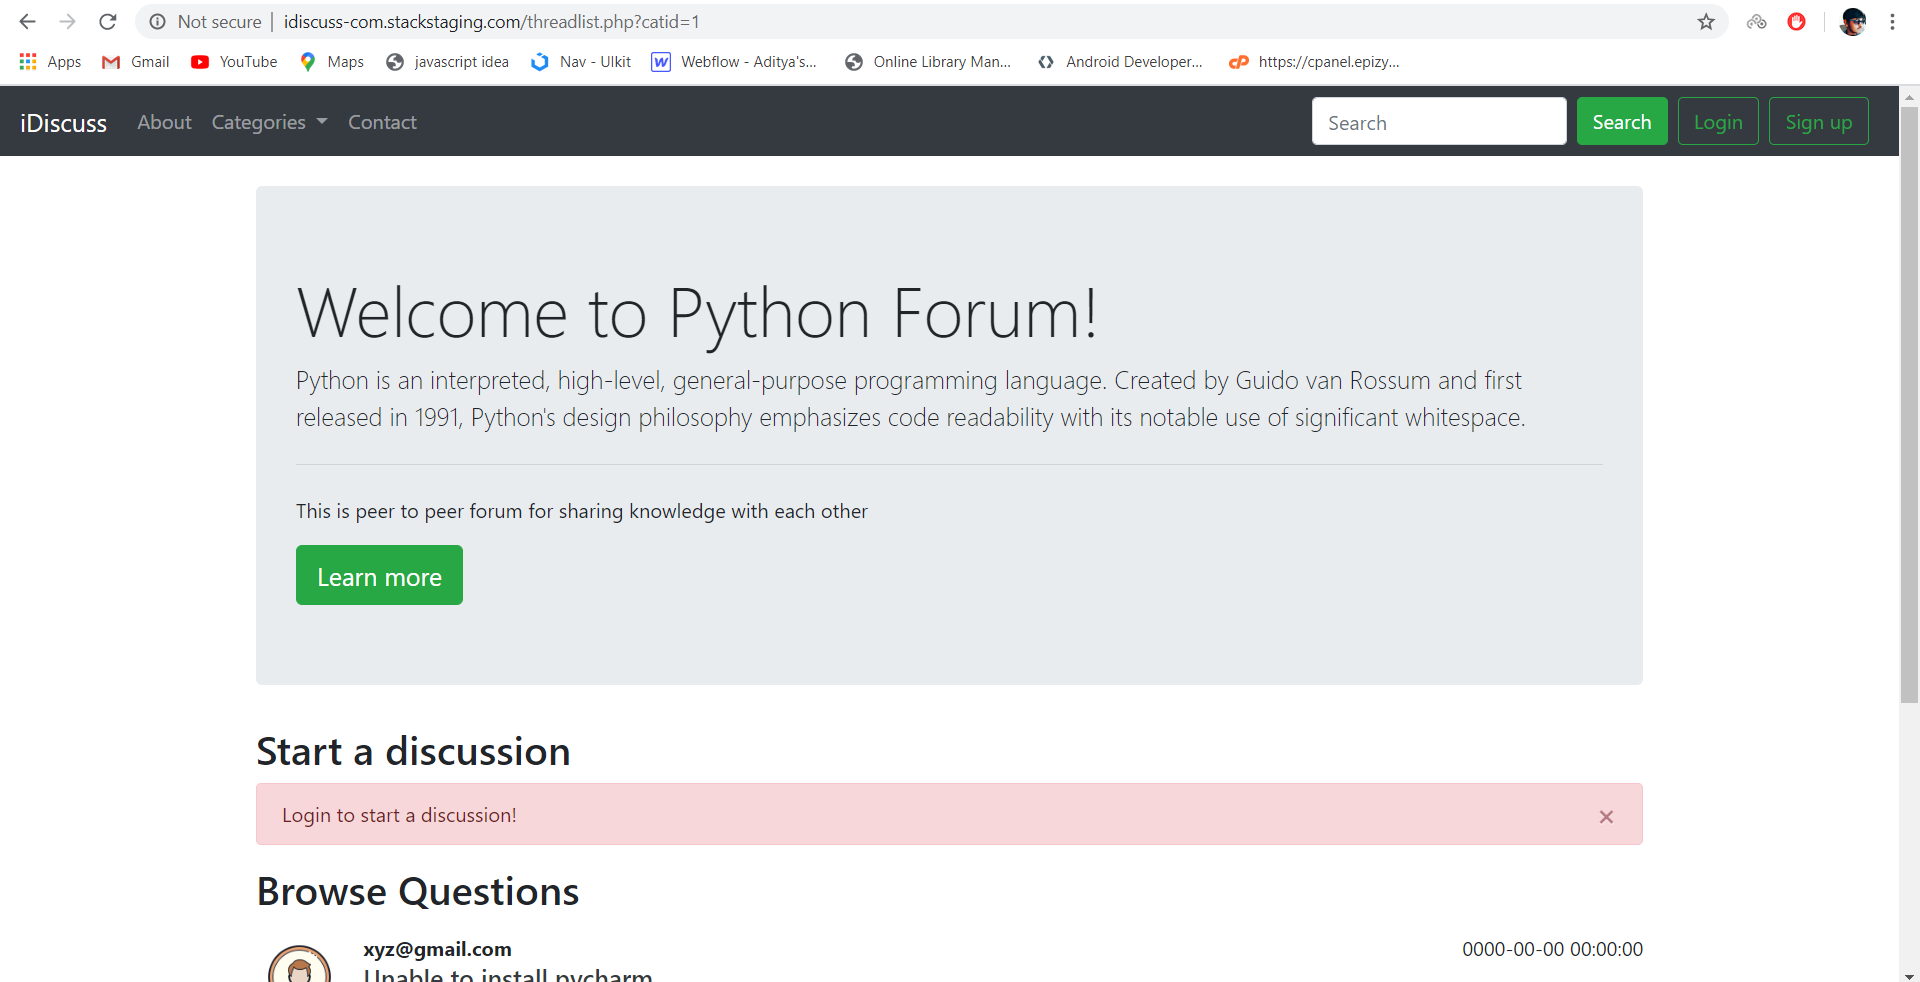 Not secure | idiscuss-com.stackstaging.com/threadlist.php?catid=1
Apps Gmail YouTube Maps javascript idea Nav - UIkit Webflow - Aditya's... Online Library Man... Android Developer... https://cpanel.epizy...
iDiscuss About Categories Contact Search Search Login Sign up
Welcome to Python Forum!
Python is an interpreted, high-level, general-purpose programming language. Created by Guido van Rossum and first
released in 1991, Python's design philosophy emphasizes code readability with its notable use of significant whitespace.
This is peer to peer forum for sharing knowledge with each other
Learn more
Start a discussion
Login to start a discussion! ×
Browse Questions
xyz@gmail.com 0000-00-00 00:00:00
Unable to install pycharm